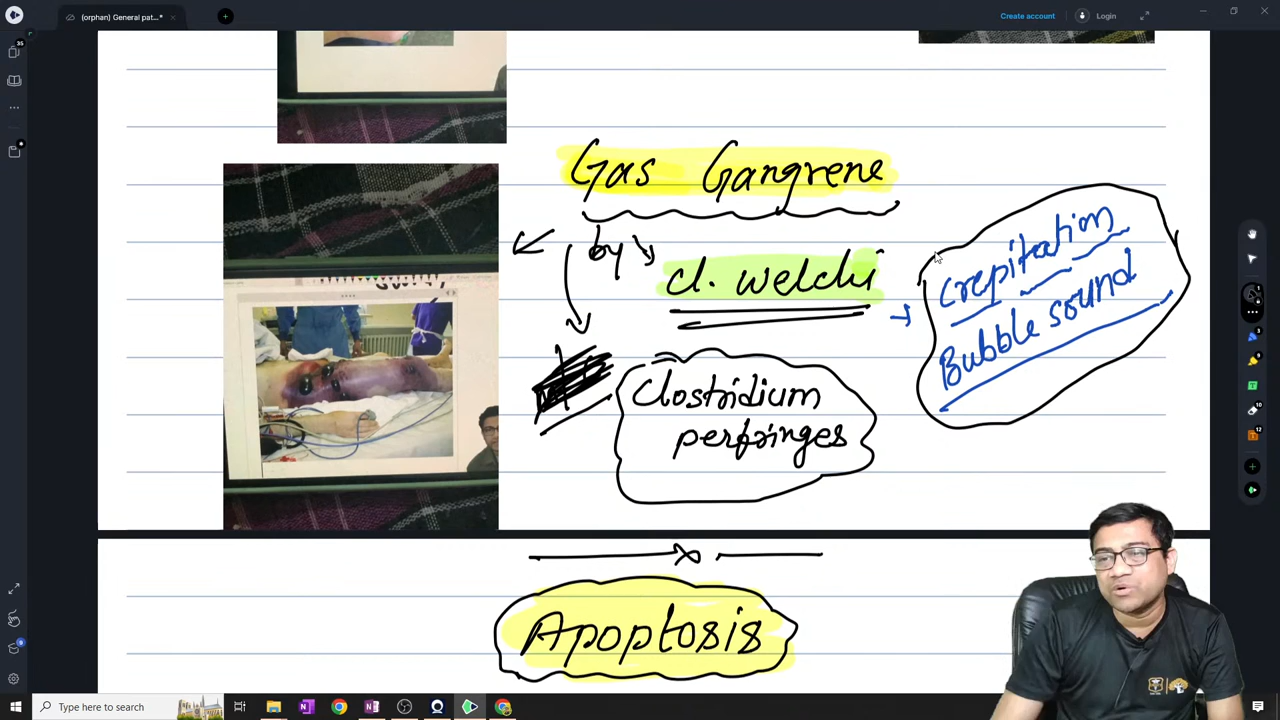 (orphan) General pat...*
Create account
Login
35
Gas Gangrene
by
cl. welchi
Crepitation
Bubble sound
Clostridium
perfringes
Apoptosis
Type here to search